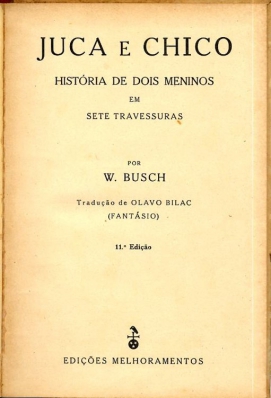 JUCA E CHICO
HISTÓRIA DE DOIS MENINOS
EM
SETE TRAVESSURAS
POR
W. BUSCH
Tradução de OLAVO BILAC
(FANTÁSIO)
11.ª Edição
EDIÇÕES MELHORAMENTOS